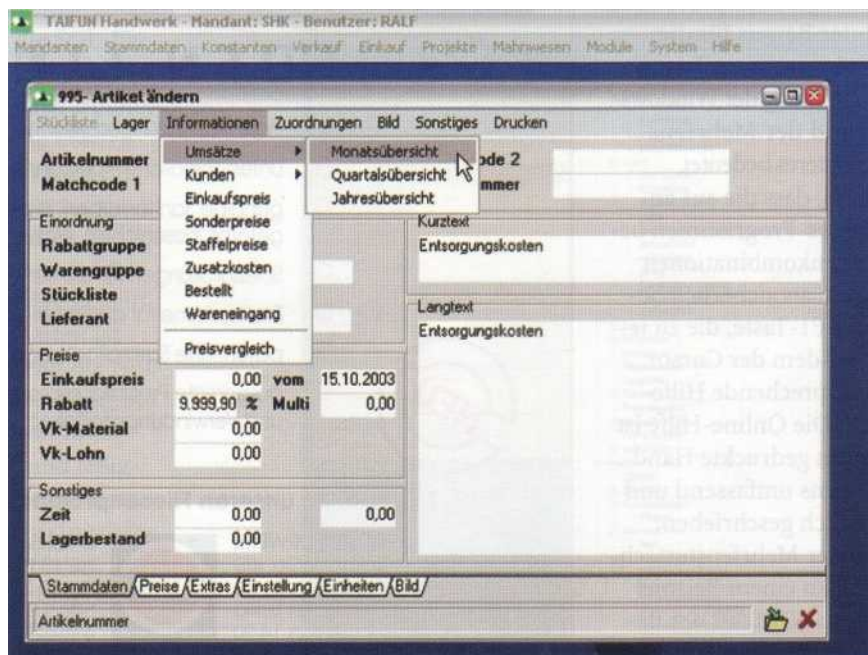 TAIFUN Handwerk - Mandant: SHK - Benutzer: RALF
Mandanten Stammdaten Konstanten Verkauf Einkauf Projekte Mahnwesen Module System Hilfe
995- Artikel ändern
Stückliste Lager Informationen Zuordnungen Bild Sonstiges Drucken
Artikelnummer
Matchcode 1
Umsätze
Kunden
Einkaufspreis
Sonderpreise
Staffelpreise
Zusatzkosten
Bestellt
Wareneingang
Preisvergleich
Monatsübersicht
Quartalsübersicht
Jahresübersicht
ode 2
mmer
Einordnung
Rabattgruppe
Warengruppe
Stückliste
Lieferant
Kurztext
Entsorgungskosten
Langtext
Entsorgungskosten
Preise
Einkaufspreis 0,00 vom 15.10.2003
Rabatt 9.999,90 % Multi 0,00
Vk-Material 0,00
Vk-Lohn 0,00
Sonstiges
Zeit 0,00 0,00
Lagerbestand 0,00
Stammdaten Preise Extras Einstellung Einheiten Bild
Artikelnummer